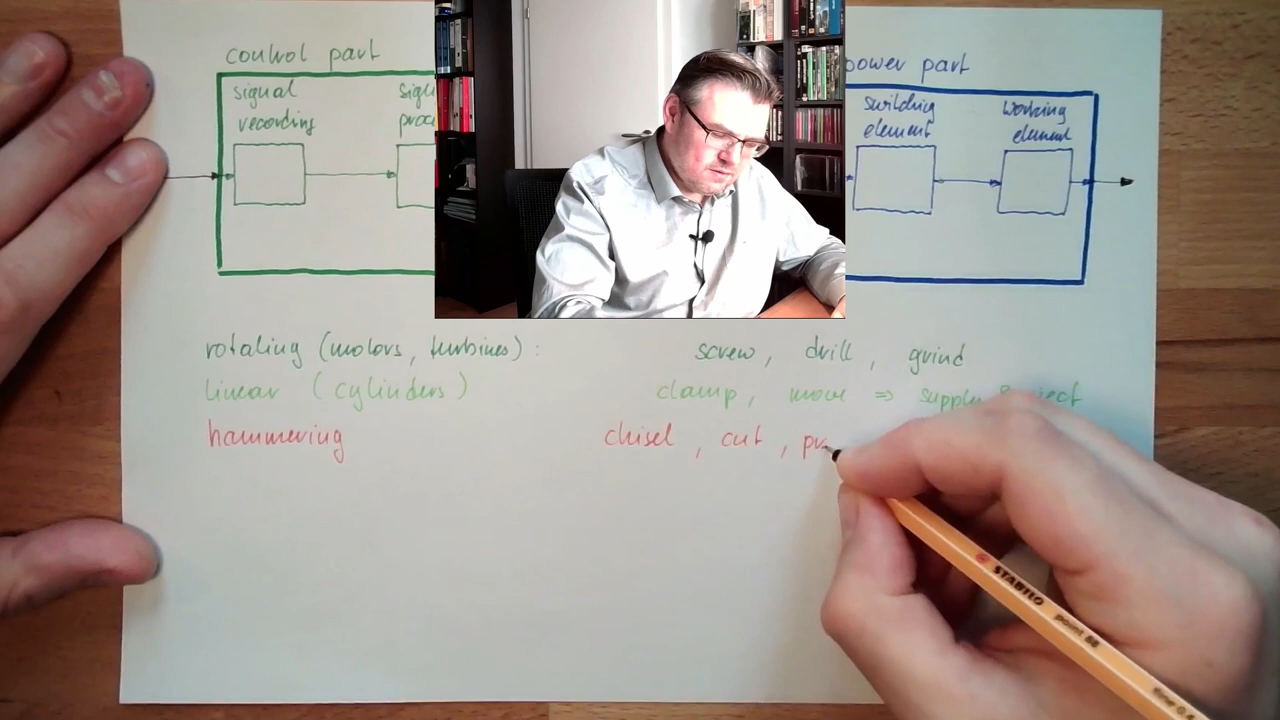 control part
power part
signal
recording
switching
element
working
element
rotating (motors, turbines) :
screw, drill, grind
linear (cylinders)
clamp, move => supply
hammering
chisel, cut,
STABILO point 88